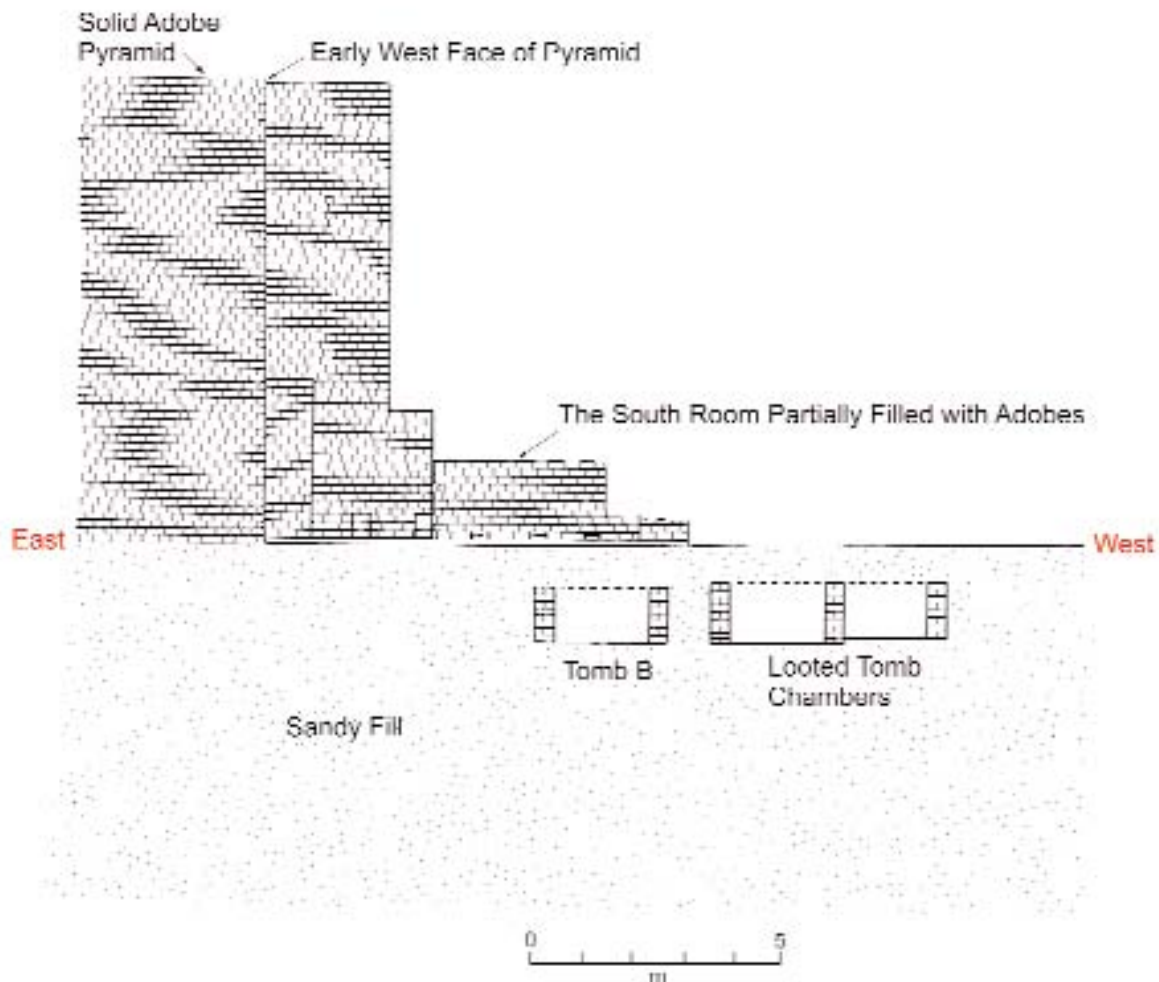 Solid Adobe
Pyramid
Early West Face of Pyramid
The South Room Partially Filled with Adobes
East
West
Tomb B
Looted Tomb
Chambers
Sandy Fill
0
5
m